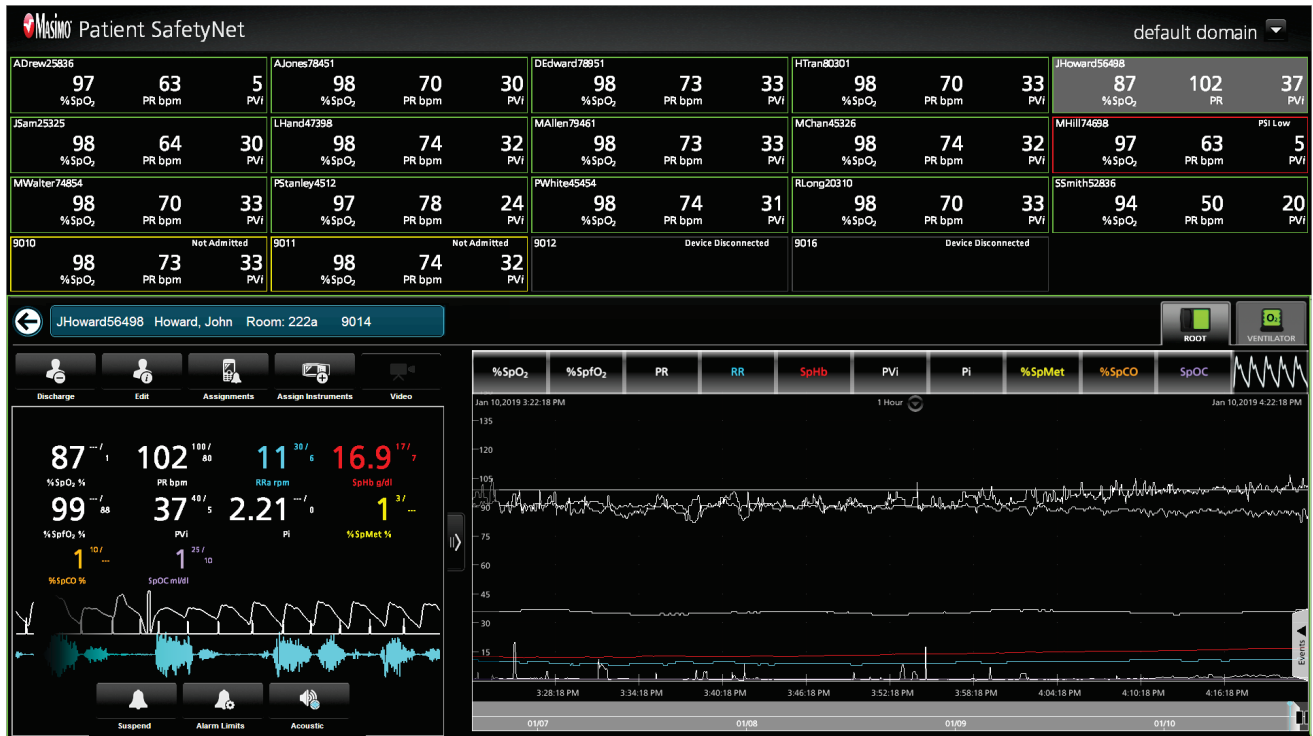 Masimo Patient SafetyNet
default domain
ADrew25836 AJones78451 DEdward78951 HTran80301 JHoward56498
97 63 5 98 70 30 98 73 33 98 70 33 87 102 37
%SpO₂ PR bpm PVi %SpO₂ PR bpm PVi %SpO₂ PR bpm PVi %SpO₂ PR bpm PVi %SpO₂ PR PVi
JSam25325 LHand47398 MAllen79461 MChan45326 MHill74698 PSI Low
98 64 30 98 74 32 98 73 33 98 74 32 97 63 5
%SpO₂ PR bpm PVi %SpO₂ PR bpm PVi %SpO₂ PR bpm PVi %SpO₂ PR bpm PVi %SpO₂ PR bpm PVi
MWalter74854 PStanley4512 PWhite45454 RLong20310 SSmith52836
98 70 33 97 78 24 98 74 31 98 70 33 94 50 20
%SpO₂ PR bpm PVi %SpO₂ PR bpm PVi %SpO₂ PR bpm PVi %SpO₂ PR bpm PVi %SpO₂ PR bpm PVi
9010 Not Admitted 9011 Not Admitted 9012 Device Disconnected 9016 Device Disconnected
98 73 33 98 74 32
%SpO₂ PR bpm PVi %SpO₂ PR bpm PVi
JHoward56498 Howard, John Room: 222a 9014
O₂
ROOT VENTILATOR
Discharge Edit Assignments Assign Instruments Video
87 ---/ 1 102 100/ 80 11 30/ 6 16.9 17/ 7
%SpO₂ % PR bpm RRa rpm SpHb g/dl
99 ---/ 88 37 40/ 5 2.21 ---/ 0 1 3/ ---
%SpfO₂ % PVi Pi %SpMet %
1 10/ --- 1 25/ 10
%SpCO % SpOC ml/dl
Suspend Alarm Limits Acoustic
%SpO₂ %SpfO₂ PR RR SpHb PVi Pi %SpMet %SpCO SpOC
Jan 10,2019 3:22:18 PM 1 Hour Jan 10,2019 4:22:18 PM
135
120
105
90
75
60
45
30
15
Events
3:28:18 PM 3:34:18 PM 3:40:18 PM 3:46:18 PM 3:52:18 PM 3:58:18 PM 4:04:18 PM 4:10:18 PM 4:16:18 PM
01/07 01/08 01/09 01/10